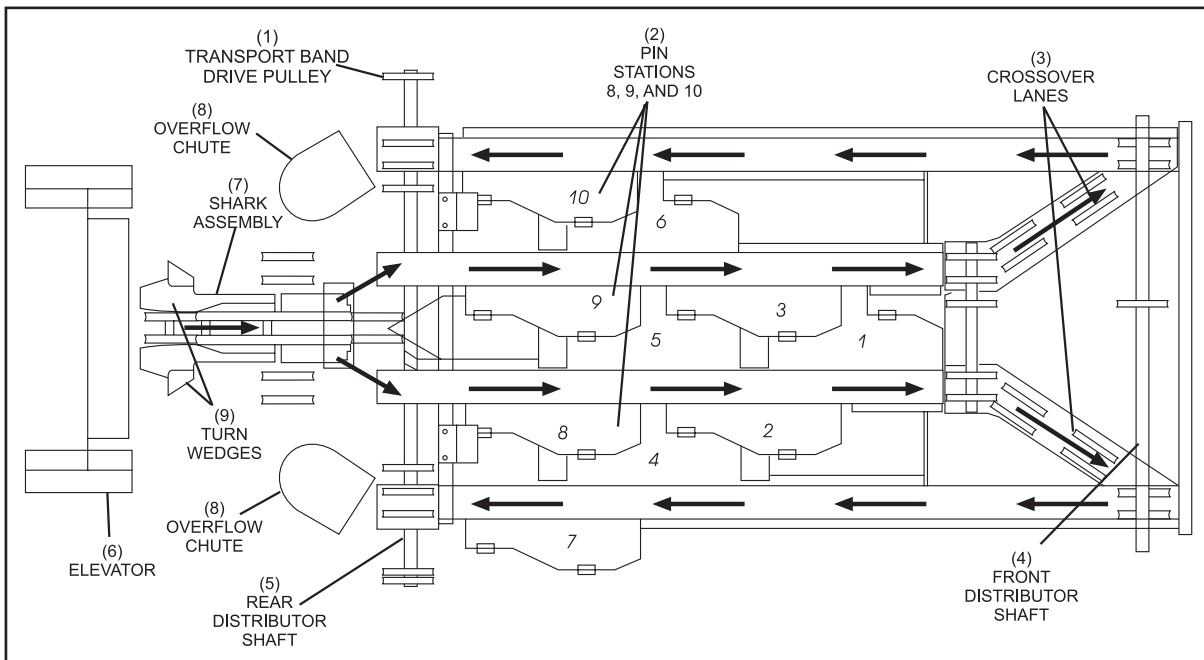 (1)
TRANSPORT BAND
DRIVE PULLEY
(2)
PIN
STATIONS
8, 9, AND 10
(3)
CROSSOVER
LANES
(8)
OVERFLOW
CHUTE
(7)
SHARK
ASSEMBLY
10
6
9
3
5
1
(9)
TURN
WEDGES
8
2
4
(8)
OVERFLOW
CHUTE
7
(6)
ELEVATOR
(5)
REAR
DISTRIBUTOR
SHAFT
(4)
FRONT
DISTRIBUTOR
SHAFT